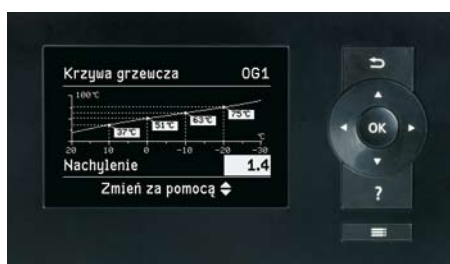 Krzywa grzewcza OG1
100°C
37°C 51°C 63°C 75°C
°C
20 10 0 -10 -20 -30
Nachylenie 1.4
Zmień za pomocą
OK
?